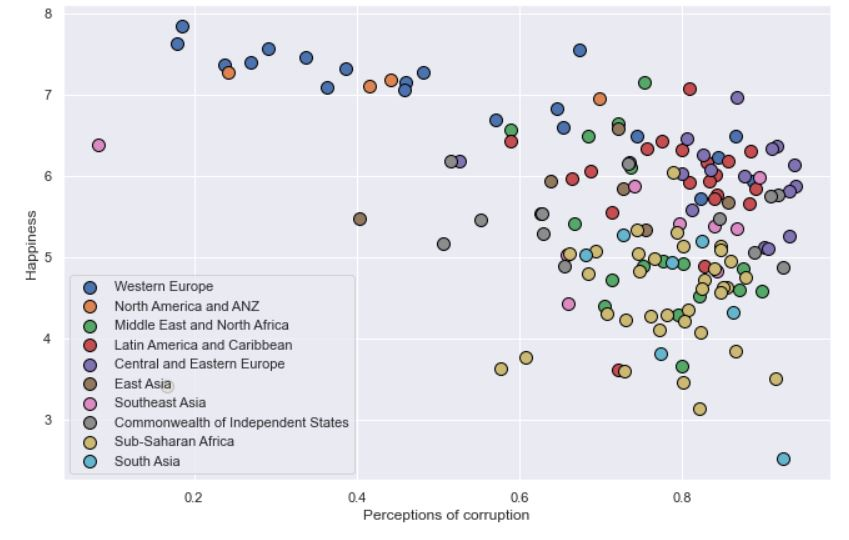 8
7
6
5
4
3
Happiness
Western Europe
North America and ANZ
Middle East and North Africa
Latin America and Caribbean
Central and Eastern Europe
East Asia
Southeast Asia
Commonwealth of Independent States
Sub-Saharan Africa
South Asia
0.2 0.4 0.6 0.8
Perceptions of corruption